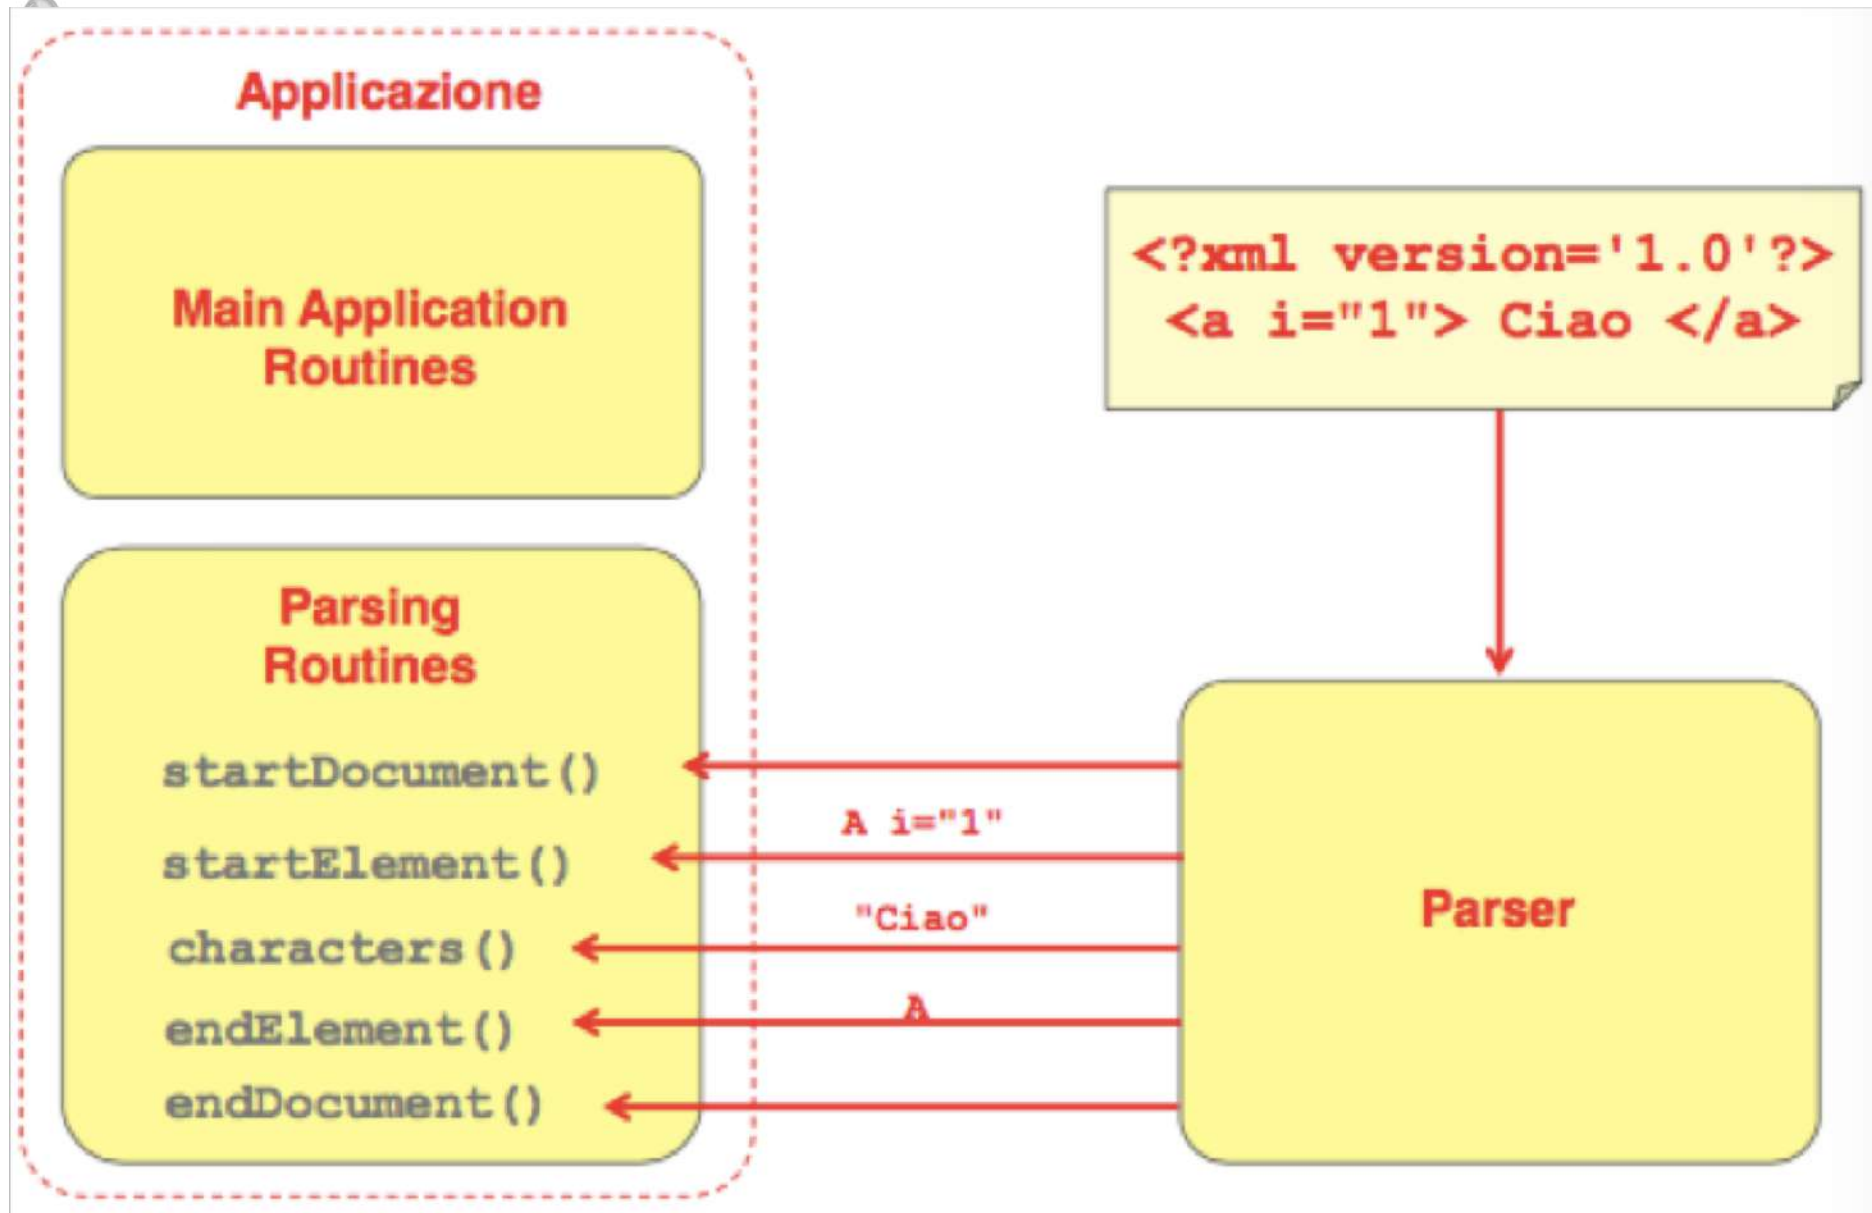 Applicazione
Main Application
Routines
Parsing
Routines
startDocument()
startElement()
characters()
endElement()
endDocument()
<?xml version='1.0'?>
<a i="1"> Ciao </a>
A i="1"
"Ciao"
A
Parser